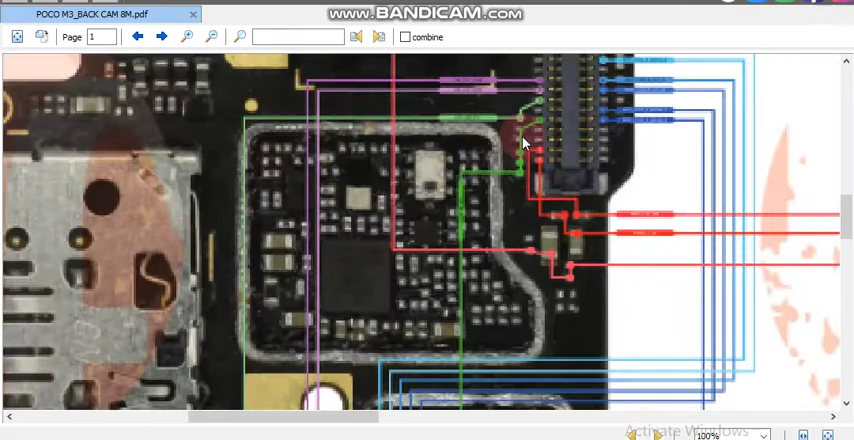 www.BANDICAM.com
POCO M3_BACK CAM 8M.pdf
Page 1
combine
Activate Windows
100%